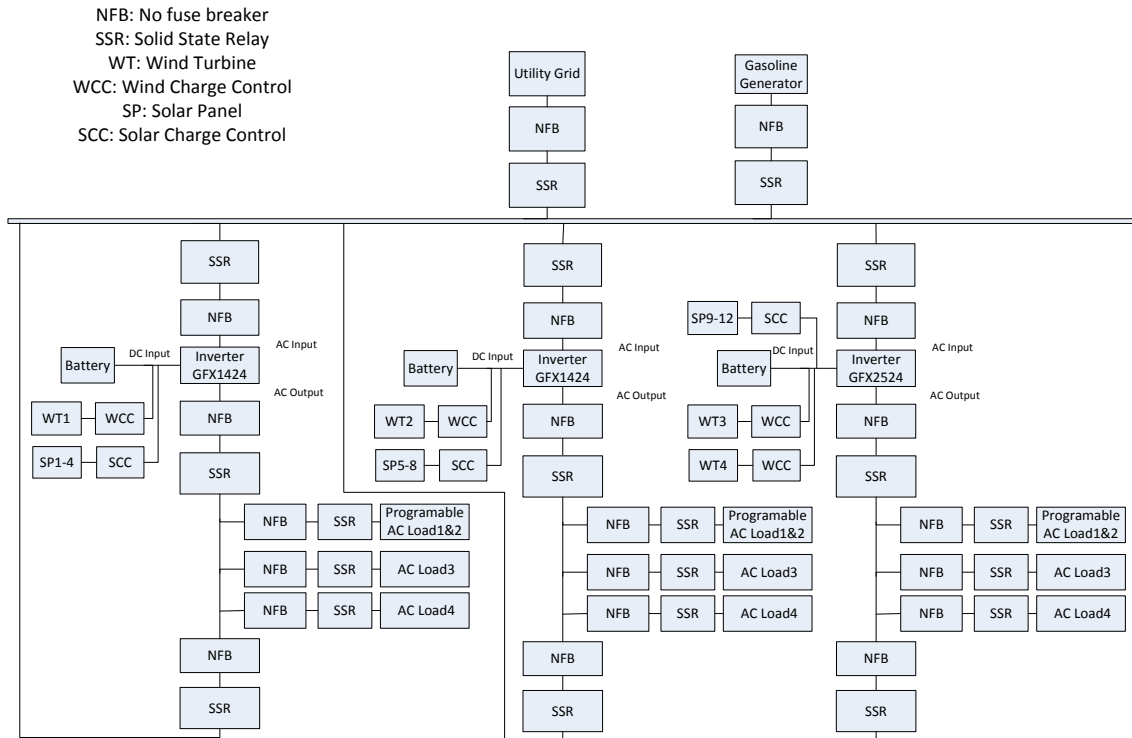 NFB: No fuse breaker
SSR: Solid State Relay
WT: Wind Turbine
WCC: Wind Charge Control
SP: Solar Panel
SCC: Solar Charge Control
Utility Grid
NFB
SSR
Gasoline
Generator
NFB
SSR
SSR
NFB
AC Input
Battery
DC Input
Inverter
GFX1424
AC Output
WT1
WCC
NFB
SP1-4
SCC
SSR
NFB
SSR
Programable
AC Load1&2
NFB
SSR
AC Load3
NFB
SSR
AC Load4
NFB
SSR
SSR
NFB
AC Input
Battery
DC Input
Inverter
GFX1424
AC Output
WT2
WCC
NFB
SP5-8
SCC
SSR
NFB
SSR
Programable
AC Load1&2
NFB
SSR
AC Load3
NFB
SSR
AC Load4
NFB
SSR
SSR
SP9-12
SCC
NFB
AC Input
Battery
DC Input
Inverter
GFX2524
AC Output
WT3
WCC
NFB
WT4
WCC
SSR
NFB
SSR
Programable
AC Load1&2
NFB
SSR
AC Load3
NFB
SSR
AC Load4
NFB
SSR